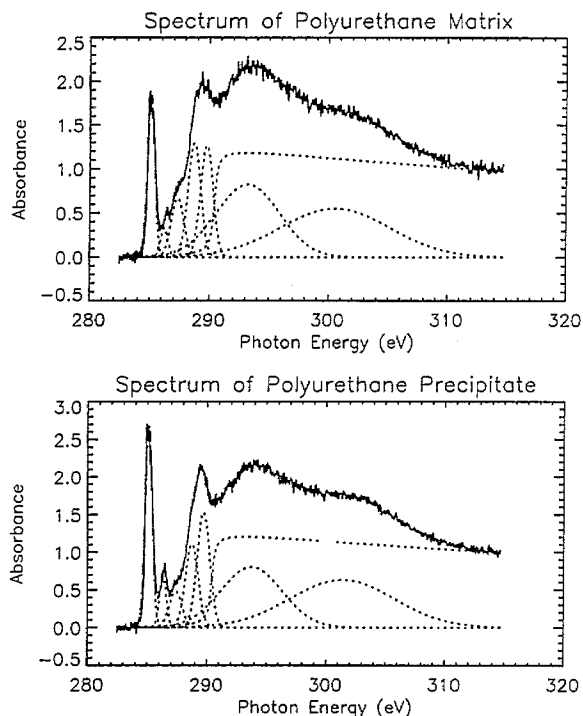 Spectrum of Polyurethane Matrix
2.5
2.0
1.5
1.0
0.5
0.0
−0.5
Absorbance
280 290 300 310 320
Photon Energy (eV)
Spectrum of Polyurethane Precipitate
3.0
2.5
2.0
1.5
1.0
0.5
0.0
−0.5
Absorbance
280 290 300 310 320
Photon Energy (eV)